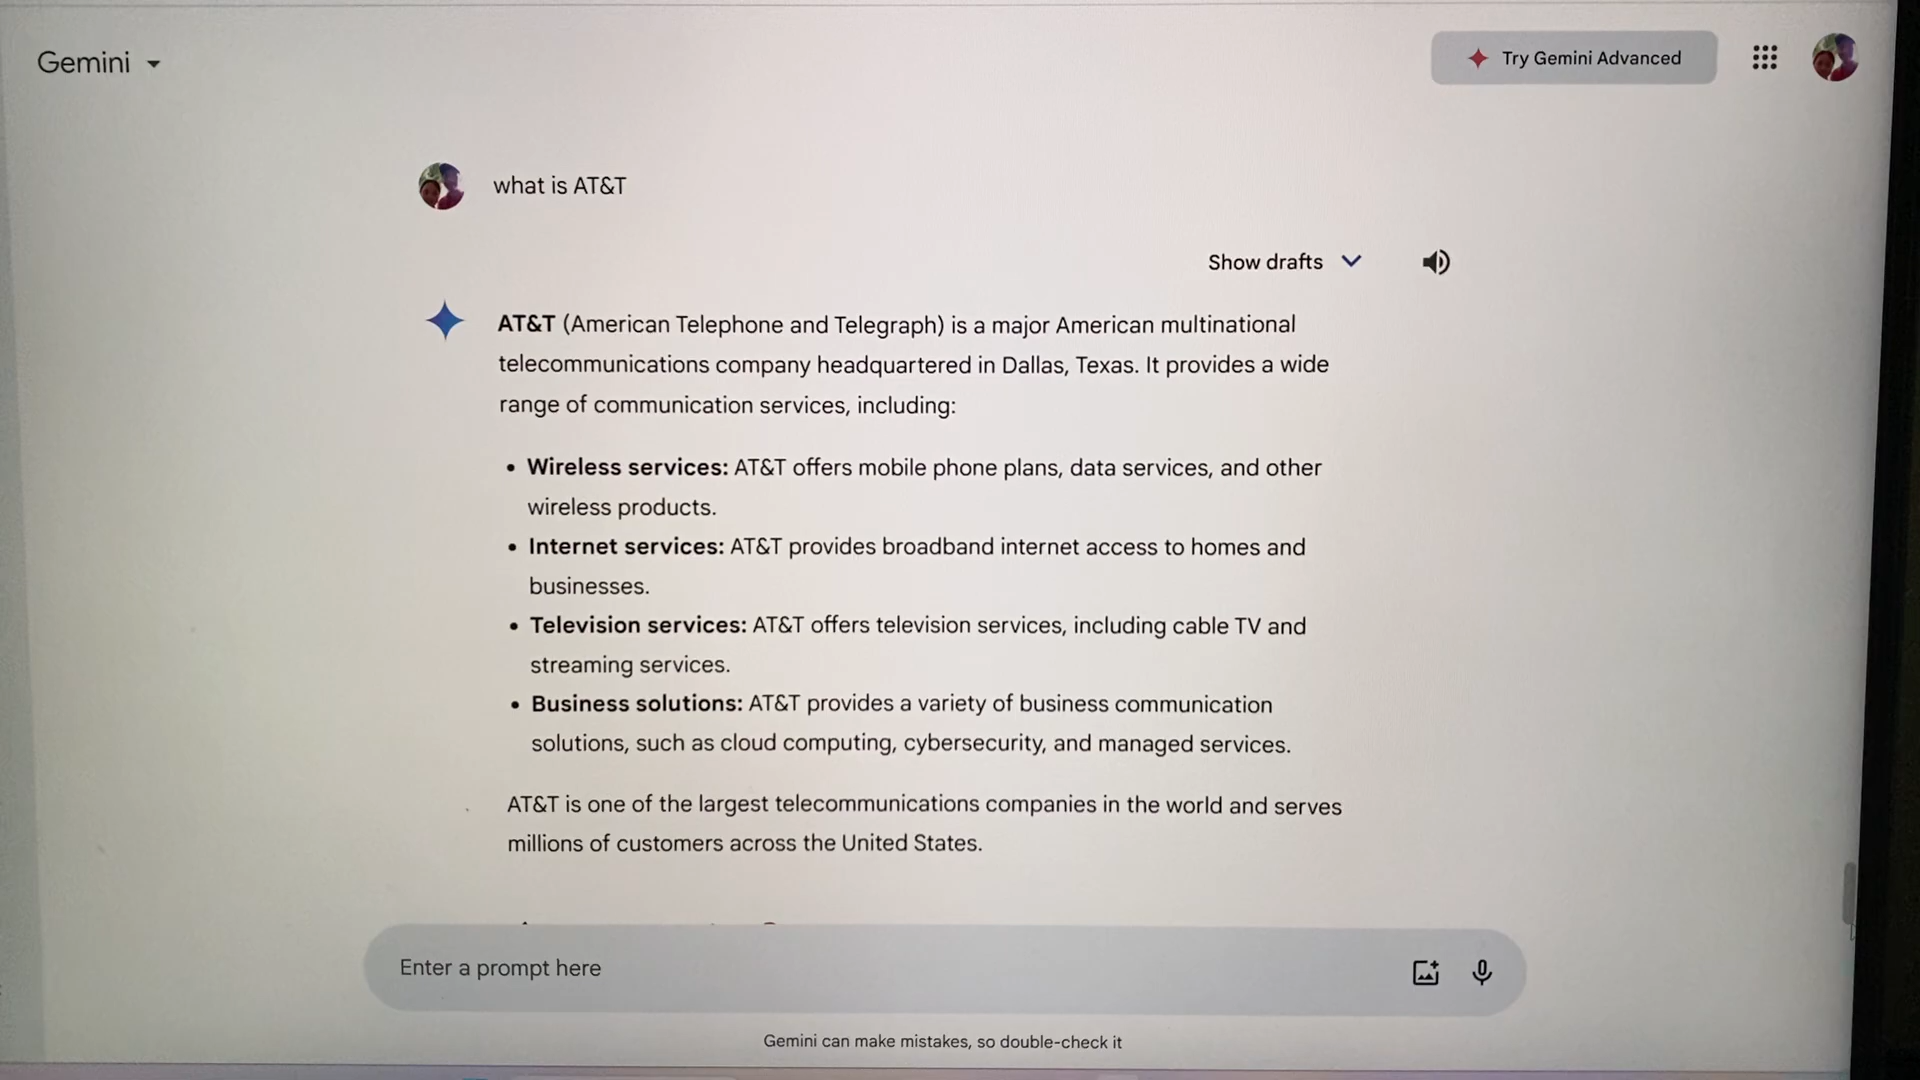 Gemini
Try Gemini Advanced
what is AT&T
Show drafts
AT&T (American Telephone and Telegraph) is a major American multinational
telecommunications company headquartered in Dallas, Texas. It provides a wide
range of communication services, including:
• Wireless services: AT&T offers mobile phone plans, data services, and other
wireless products.
• Internet services: AT&T provides broadband internet access to homes and
businesses.
• Television services: AT&T offers television services, including cable TV and
streaming services.
• Business solutions: AT&T provides a variety of business communication
solutions, such as cloud computing, cybersecurity, and managed services.
AT&T is one of the largest telecommunications companies in the world and serves
millions of customers across the United States.
Enter a prompt here
Gemini can make mistakes, so double-check it